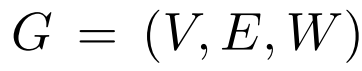 G = (V, E, W)